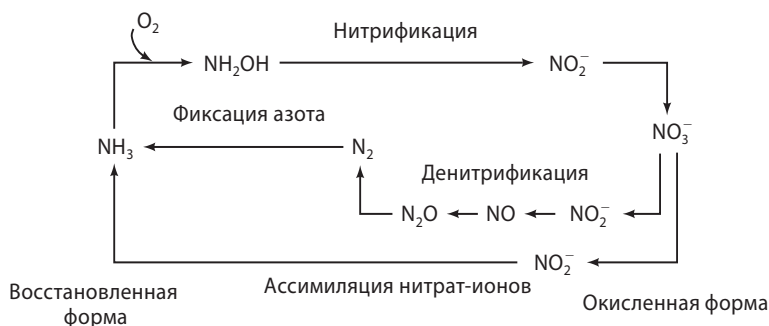 O₂
Нитрификация
NH₂OH
NO₂⁻
Фиксация азота
NO₃⁻
NH₃
N₂
Денитрификация
N₂O NO NO₂⁻
NO₂⁻
Ассимиляция нитрат-ионов
Восстановленная
форма
Окисленная форма